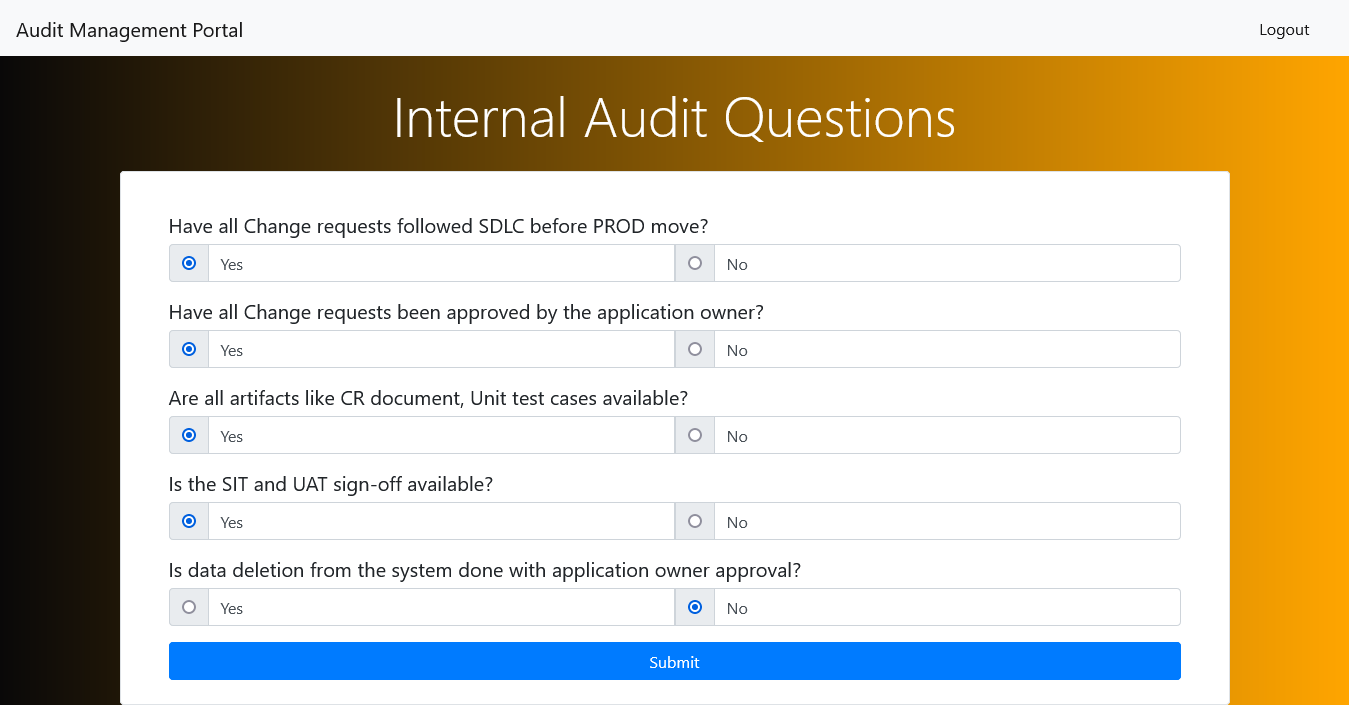 Audit Management Portal
Logout
Internal Audit Questions
Have all Change requests followed SDLC before PROD move?
Yes
No
Have all Change requests been approved by the application owner?
Yes
No
Are all artifacts like CR document, Unit test cases available?
Yes
No
Is the SIT and UAT sign-off available?
Yes
No
Is data deletion from the system done with application owner approval?
Yes
No
Submit